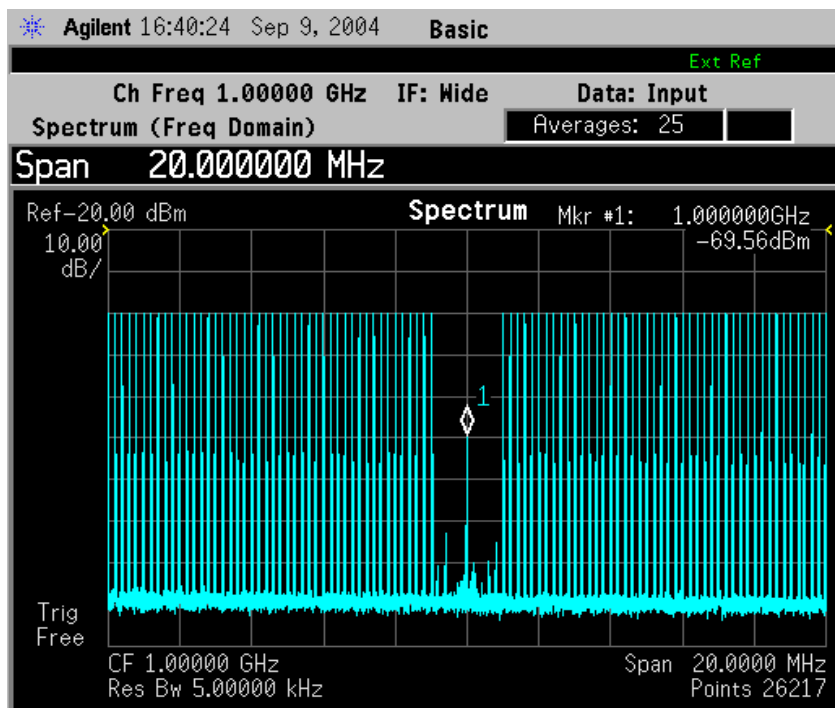 Agilent 16:40:24 Sep 9, 2004 Basic
Ext Ref
Ch Freq 1.00000 GHz IF: Wide Data: Input
Spectrum (Freq Domain) Averages: 25
Span 20.000000 MHz
Ref-20.00 dBm Spectrum Mkr #1: 1.000000GHz
10.00 -69.56dBm
dB/
1
Trig
Free
CF 1.00000 GHz Span 20.0000 MHz
Res Bw 5.00000 kHz Points 26217